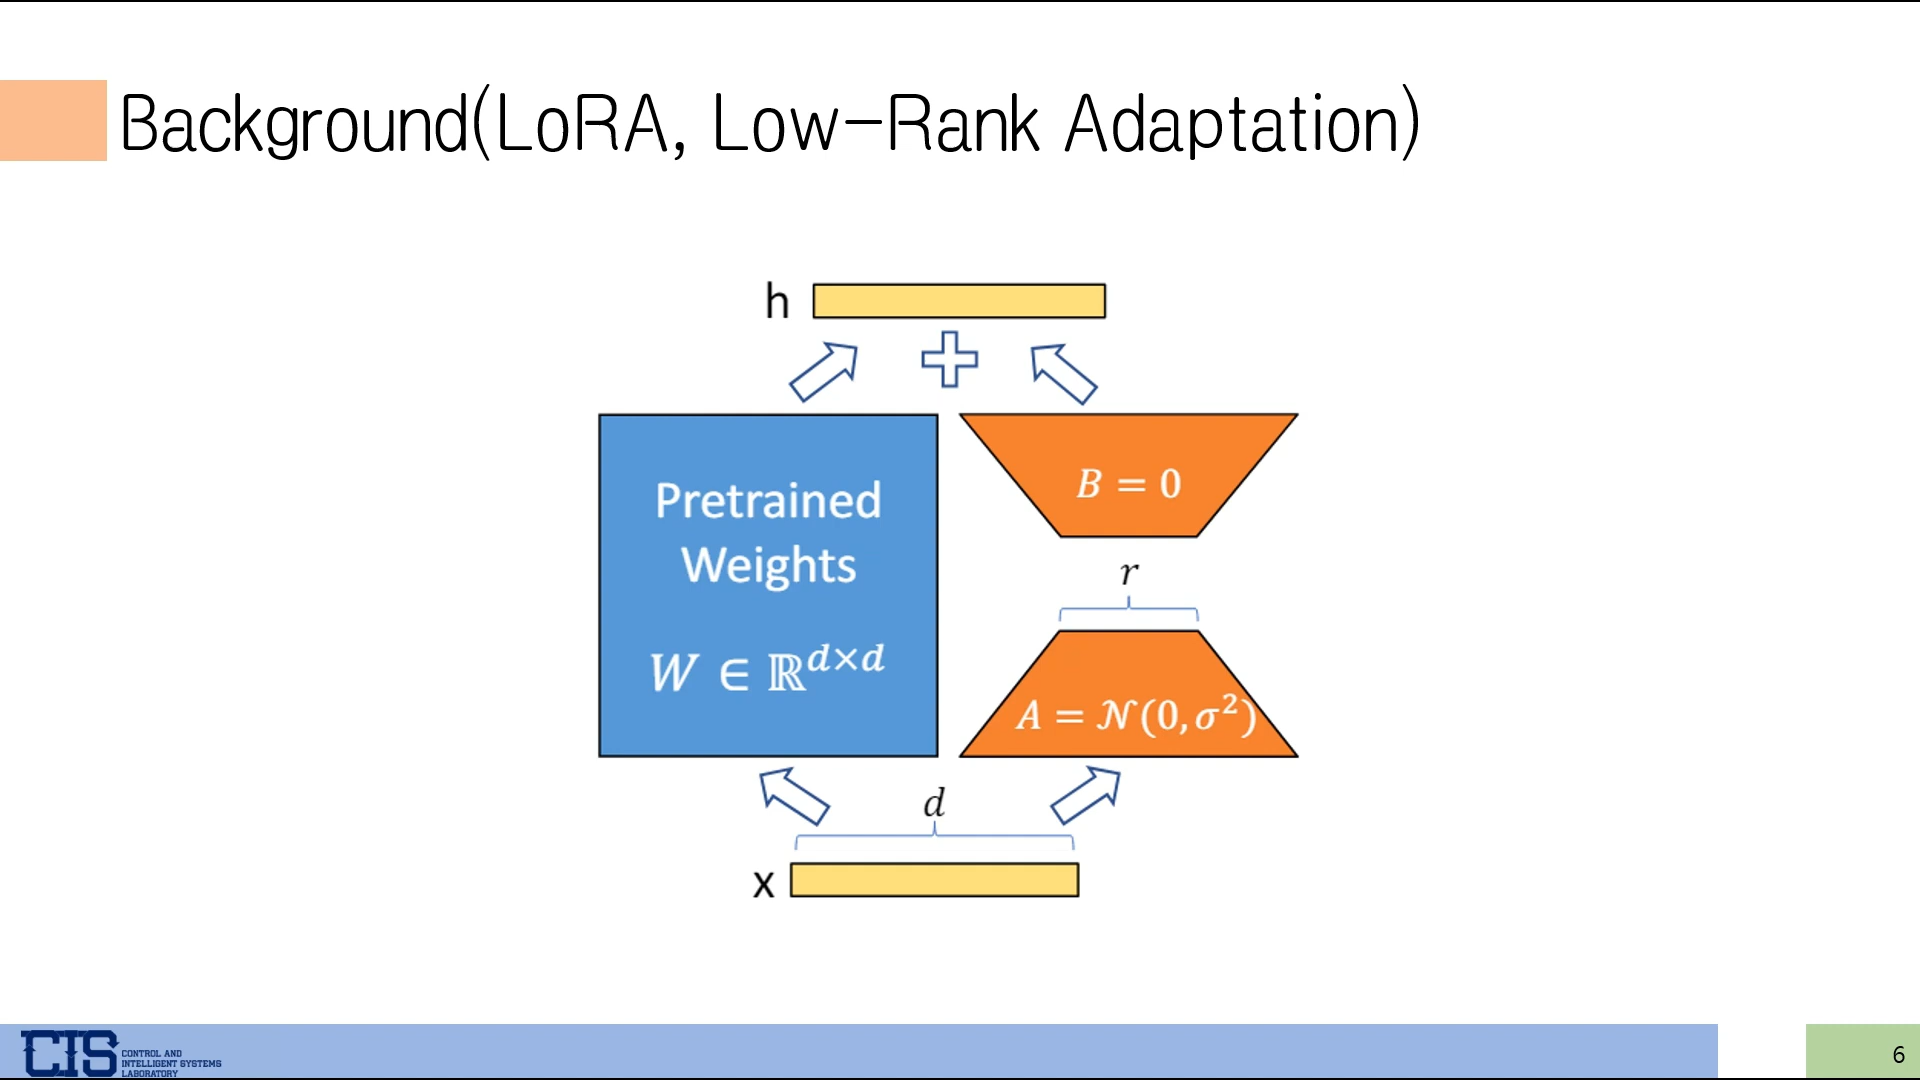 Background(LoRA, Low-Rank Adaptation)
h
Pretrained
Weights
W ∈ ℝ^{d×d}
B = 0
r
A = 𝒩(0, σ²)
d
x
CIS
CONTROL AND
INTELLIGENT SYSTEMS
LABORATORY
6